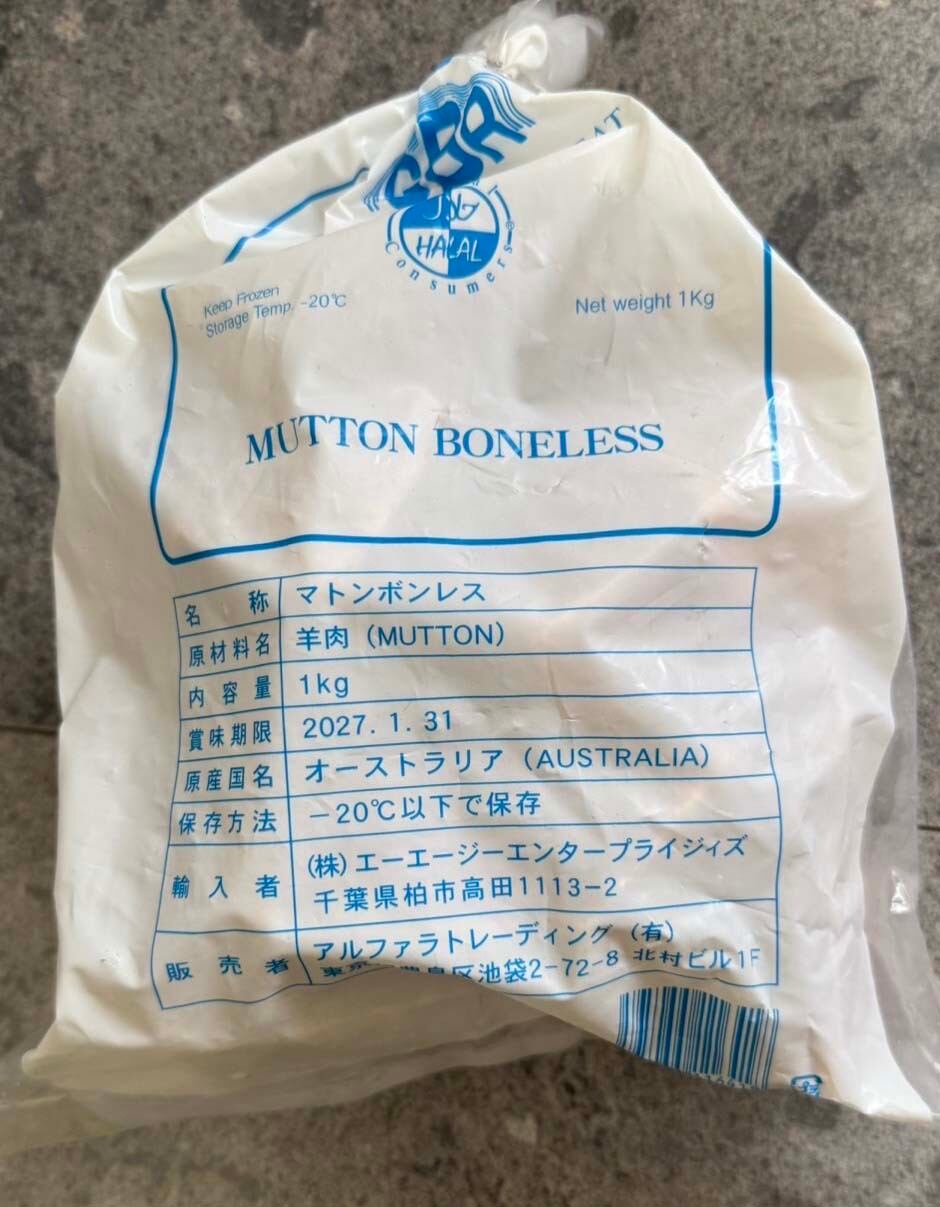 HALAL
Consumers
Keep Frozen
Storage Temp. -20℃
Net weight 1Kg
MUTTON BONELESS
名称 マトンボンレス
原材料名 羊肉（MUTTON）
内容量 1kg
賞味期限 2027. 1. 31
原産国名 オーストラリア（AUSTRALIA）
保存方法 －20℃以下で保存
輸入者 (株) エーエージーエンタープライジィズ
千葉県柏市高田1113-2
販売者 アルファラトレーディング（有）
区池袋2-72-8 北村ビル1F